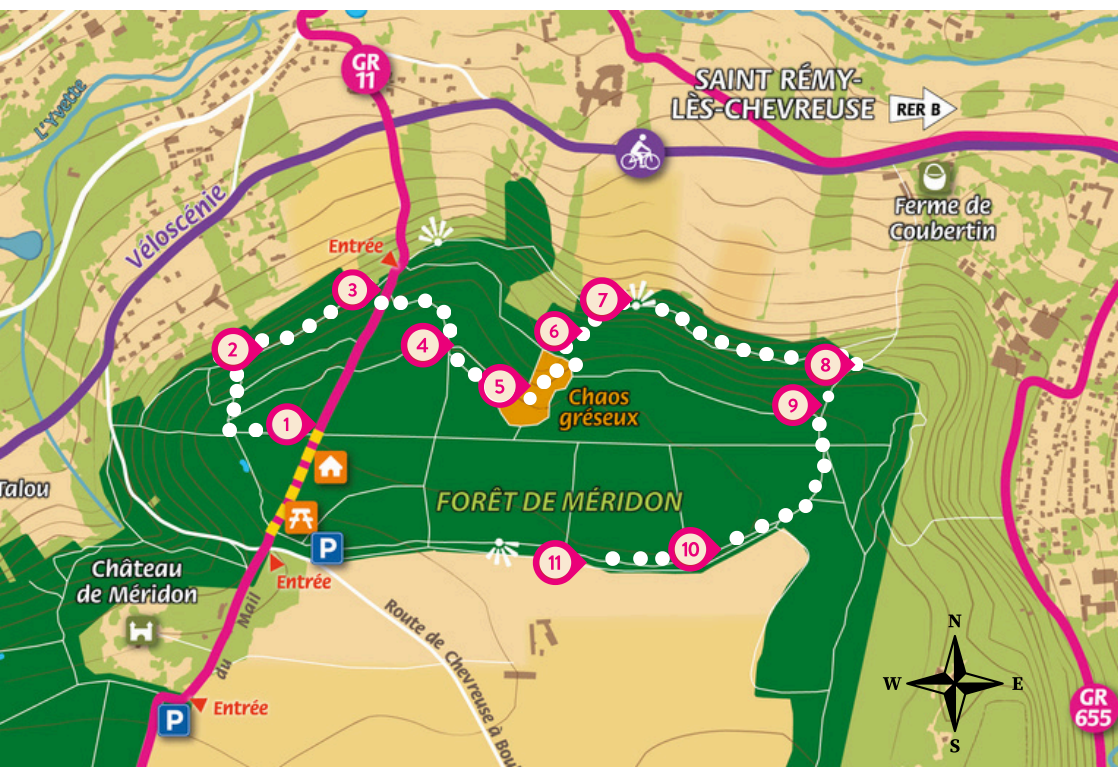 GR
11
L'Yvette
SAINT RÉMY-
LÈS-CHEVREUSE
RER B
Véloscénie
Ferme de
Coubertin
Entrée
3
7
2
4
6
8
5
Chaos
gréseux
9
1
Talou
FORÊT DE MÉRIDON
P
10
11
Château
de Méridon
Entrée
Route de Chevreuse à Boul
du Mail
N
W
E
S
Entrée
P
GR
655